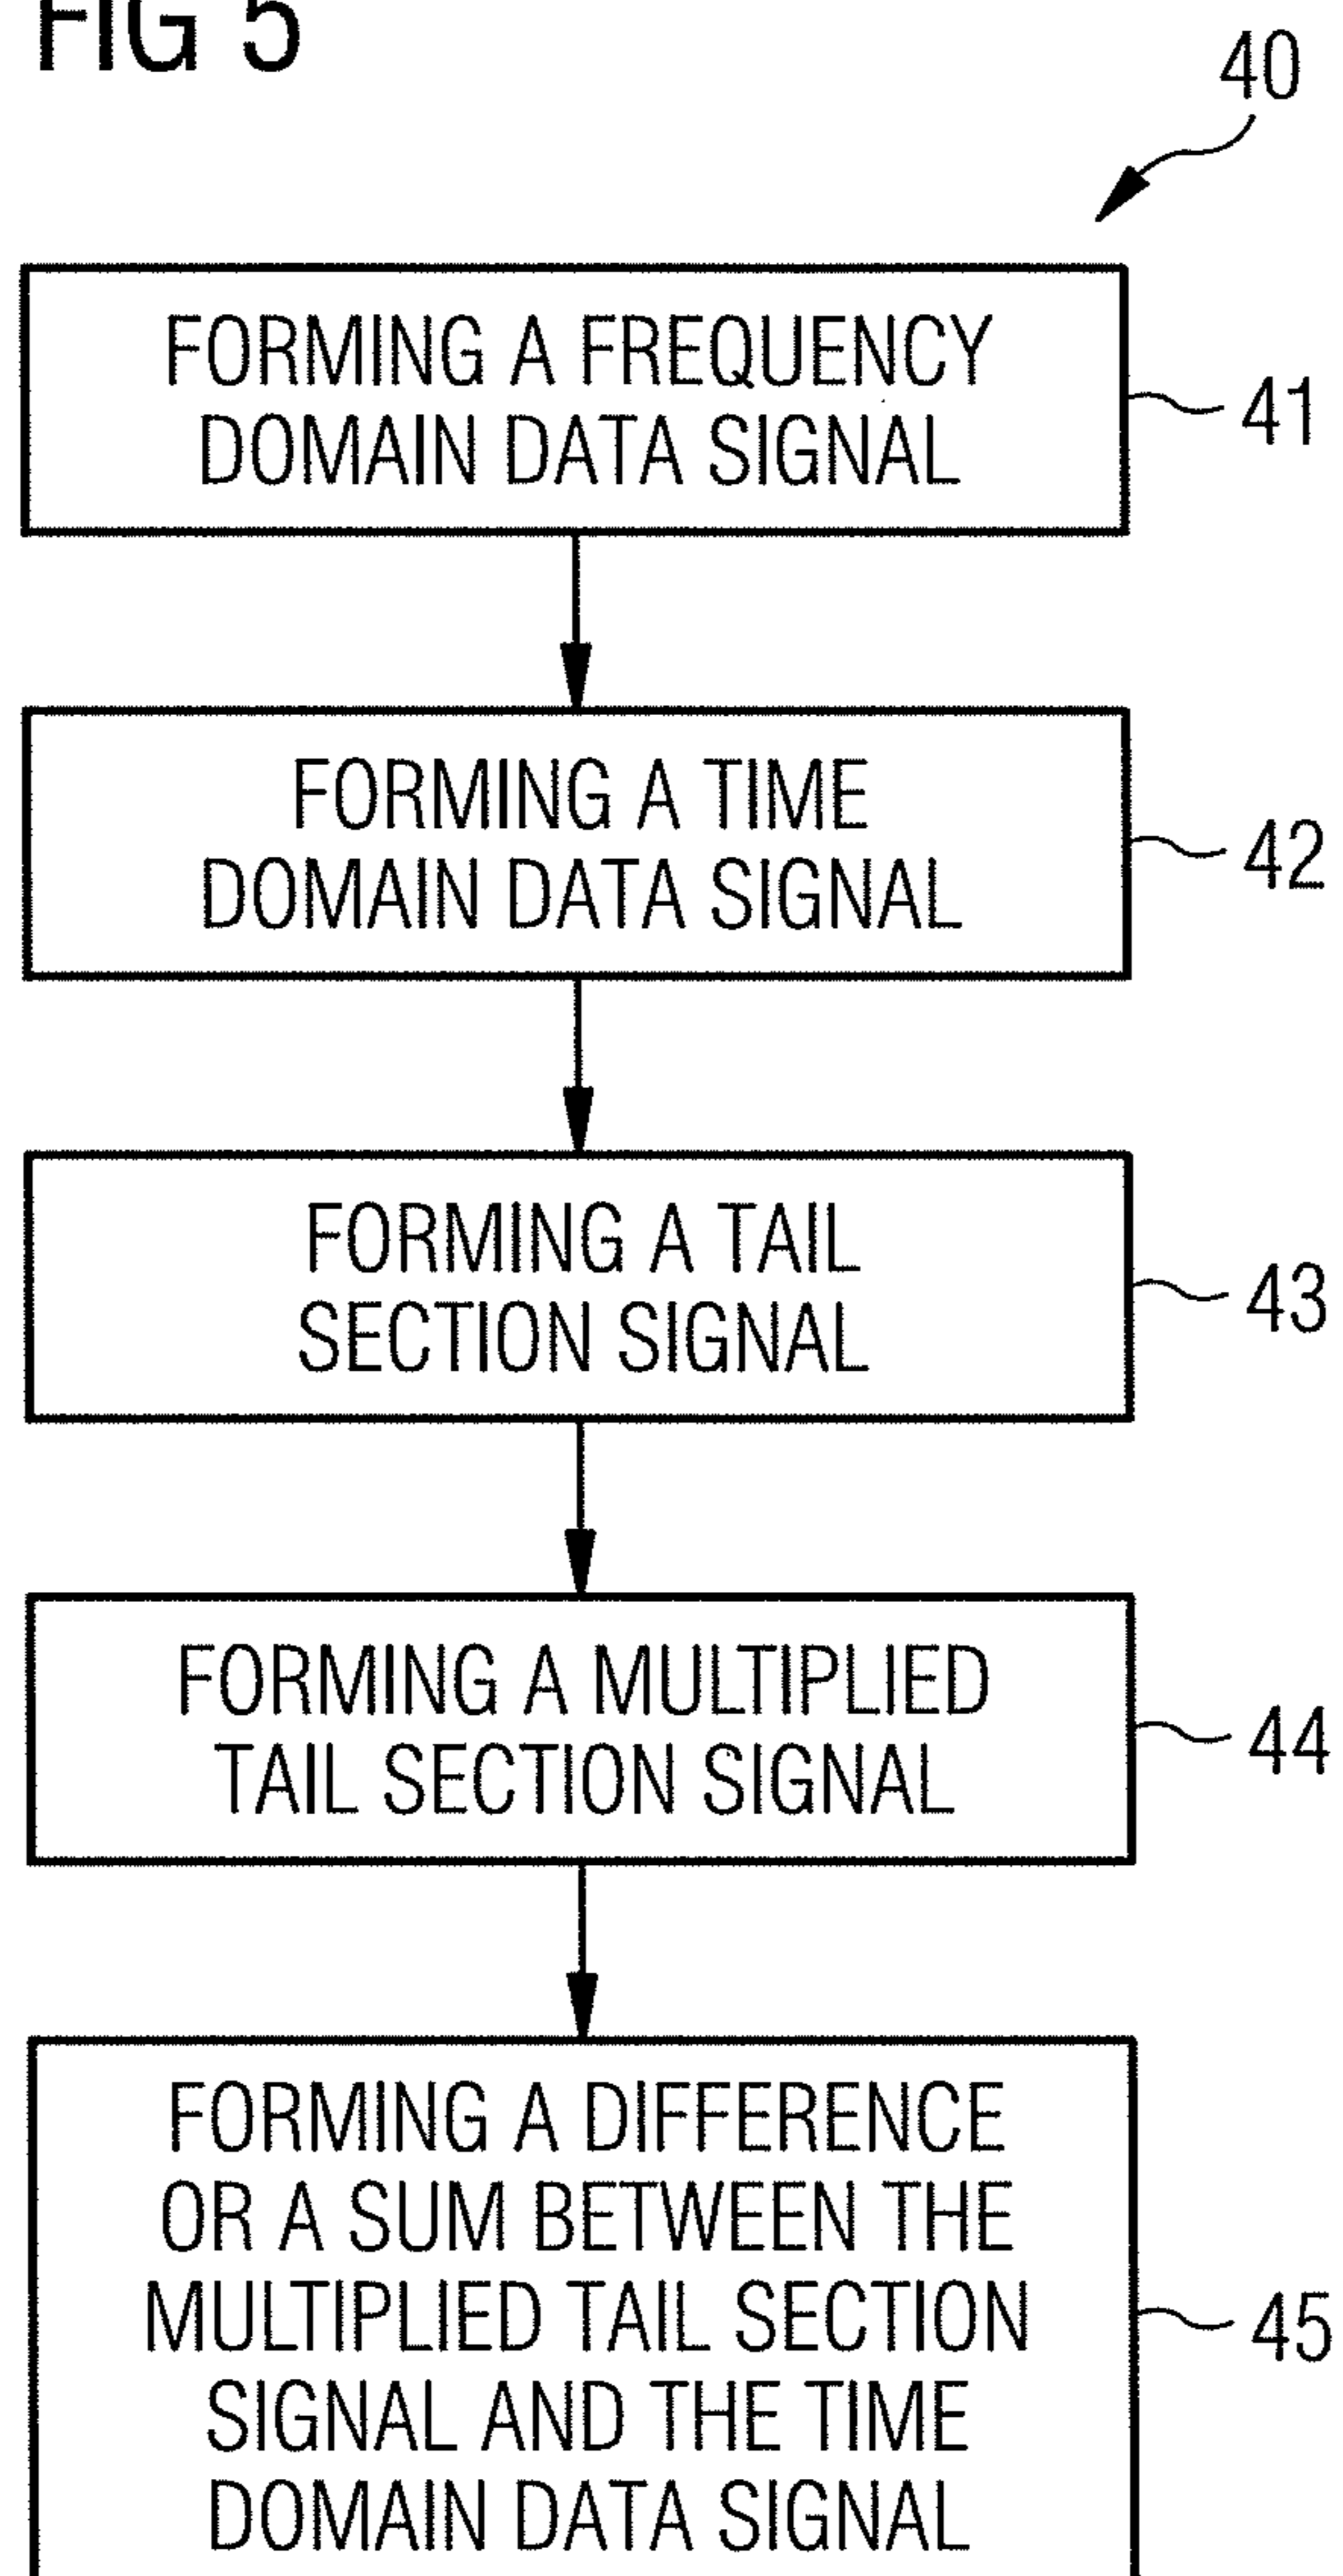 FIG 5
40
FORMING A FREQUENCY
DOMAIN DATA SIGNAL
41
FORMING A TIME
DOMAIN DATA SIGNAL
42
FORMING A TAIL
SECTION SIGNAL
43
FORMING A MULTIPLIED
TAIL SECTION SIGNAL
44
FORMING A DIFFERENCE
OR A SUM BETWEEN THE
MULTIPLIED TAIL SECTION
SIGNAL AND THE TIME
DOMAIN DATA SIGNAL
45